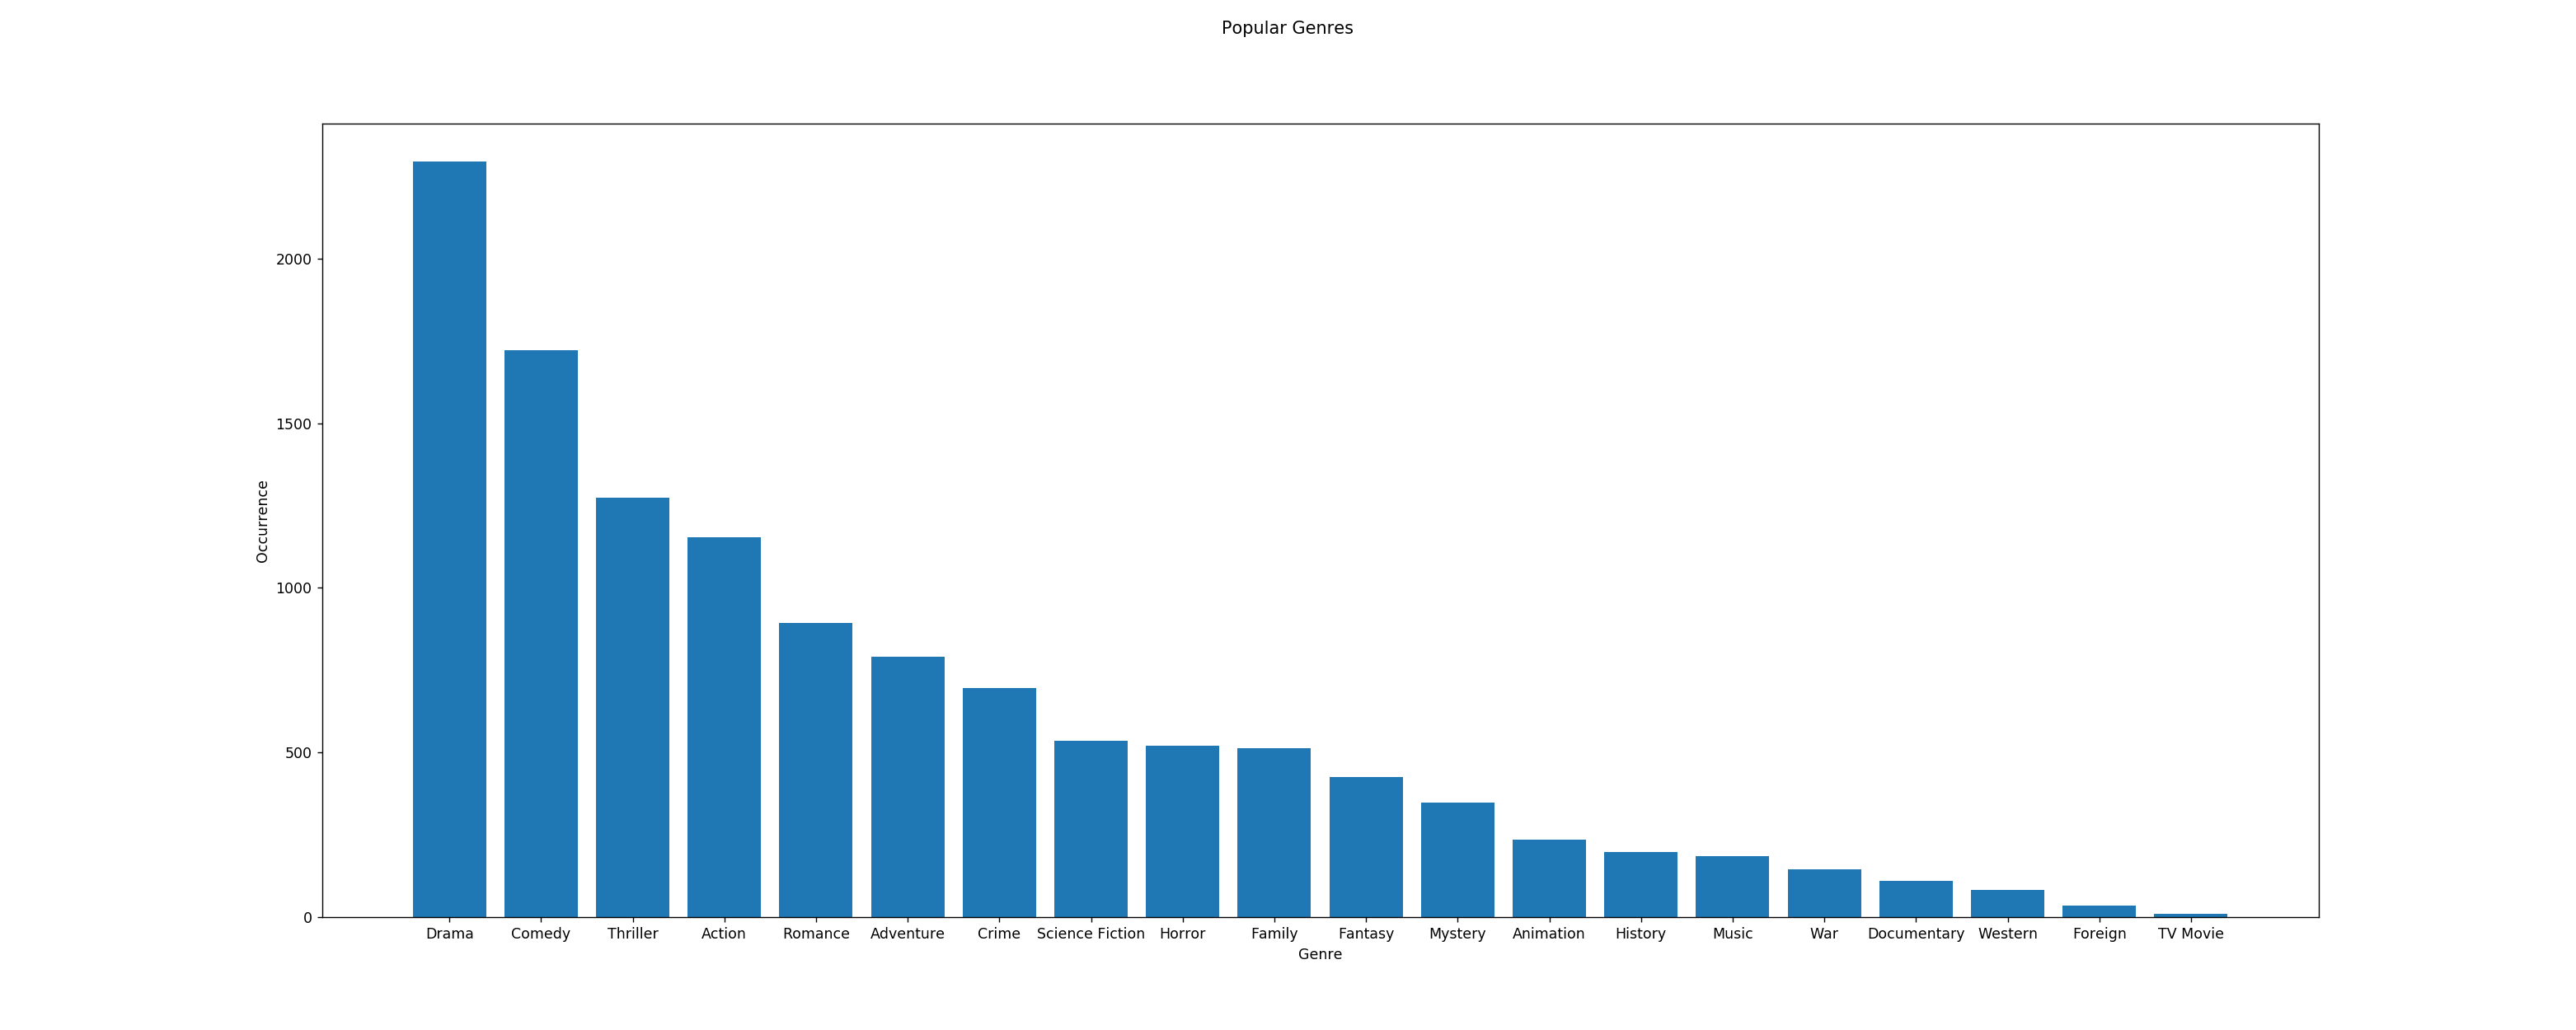 Popular Genres
2000
1500
1000
500
0
Occurrence
Drama Comedy Thriller Action Romance Adventure Crime Science Fiction Horror Family Fantasy Mystery Animation History Music War Documentary Western Foreign TV Movie
Genre